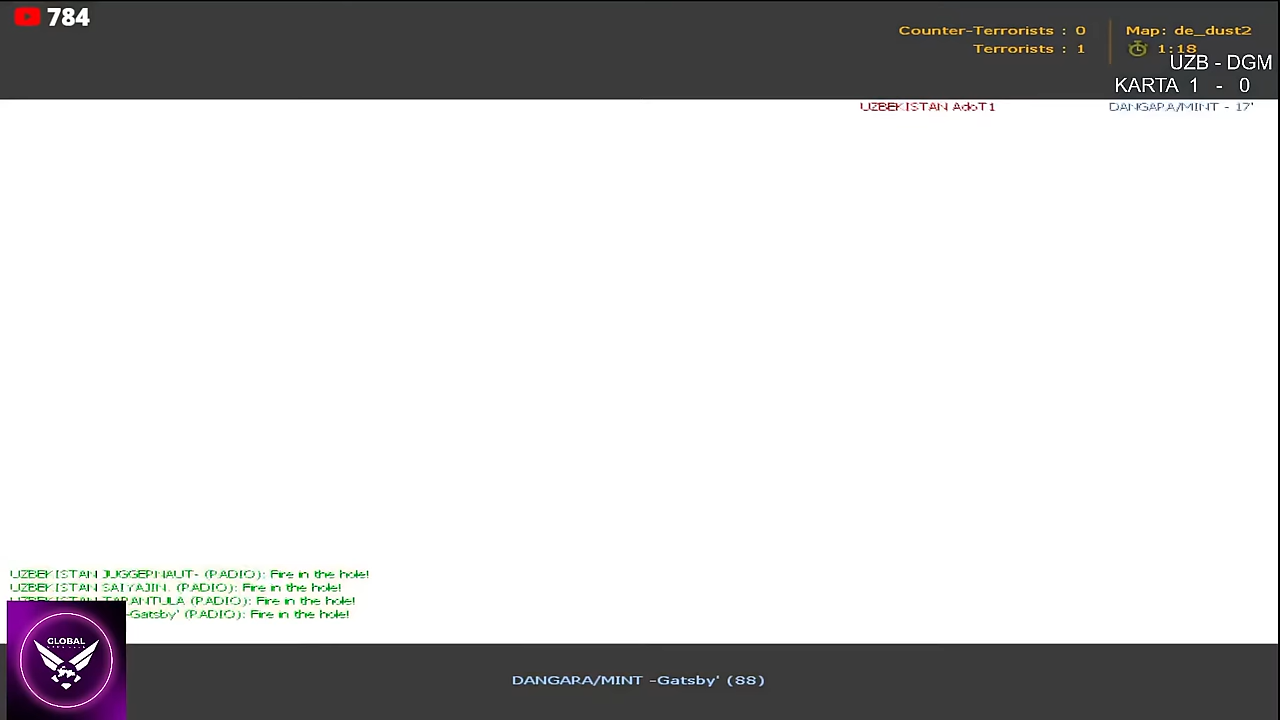 784
Counter-Terrorists : 0
Terrorists : 1
Map: de_dust2
1:18
UZB - DGM
KARTA 1 - 0
UZBEKISTAN AdoT1
DANGARA/MINT - 17'
UZBEKISTAN JUGGERNAUT- (RADIO): Fire in the hole!
UZBEKISTAN SAIYAJIN. (RADIO): Fire in the hole!
UZBEKISTAN TARANTULA (RADIO): Fire in the hole!
-Gatsby' (RADIO): Fire in the hole!
GLOBAL
DANGARA/MINT -Gatsby' (88)